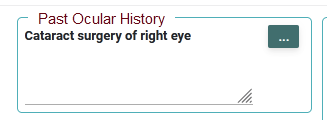 Past Ocular History
Cataract surgery of right eye
...